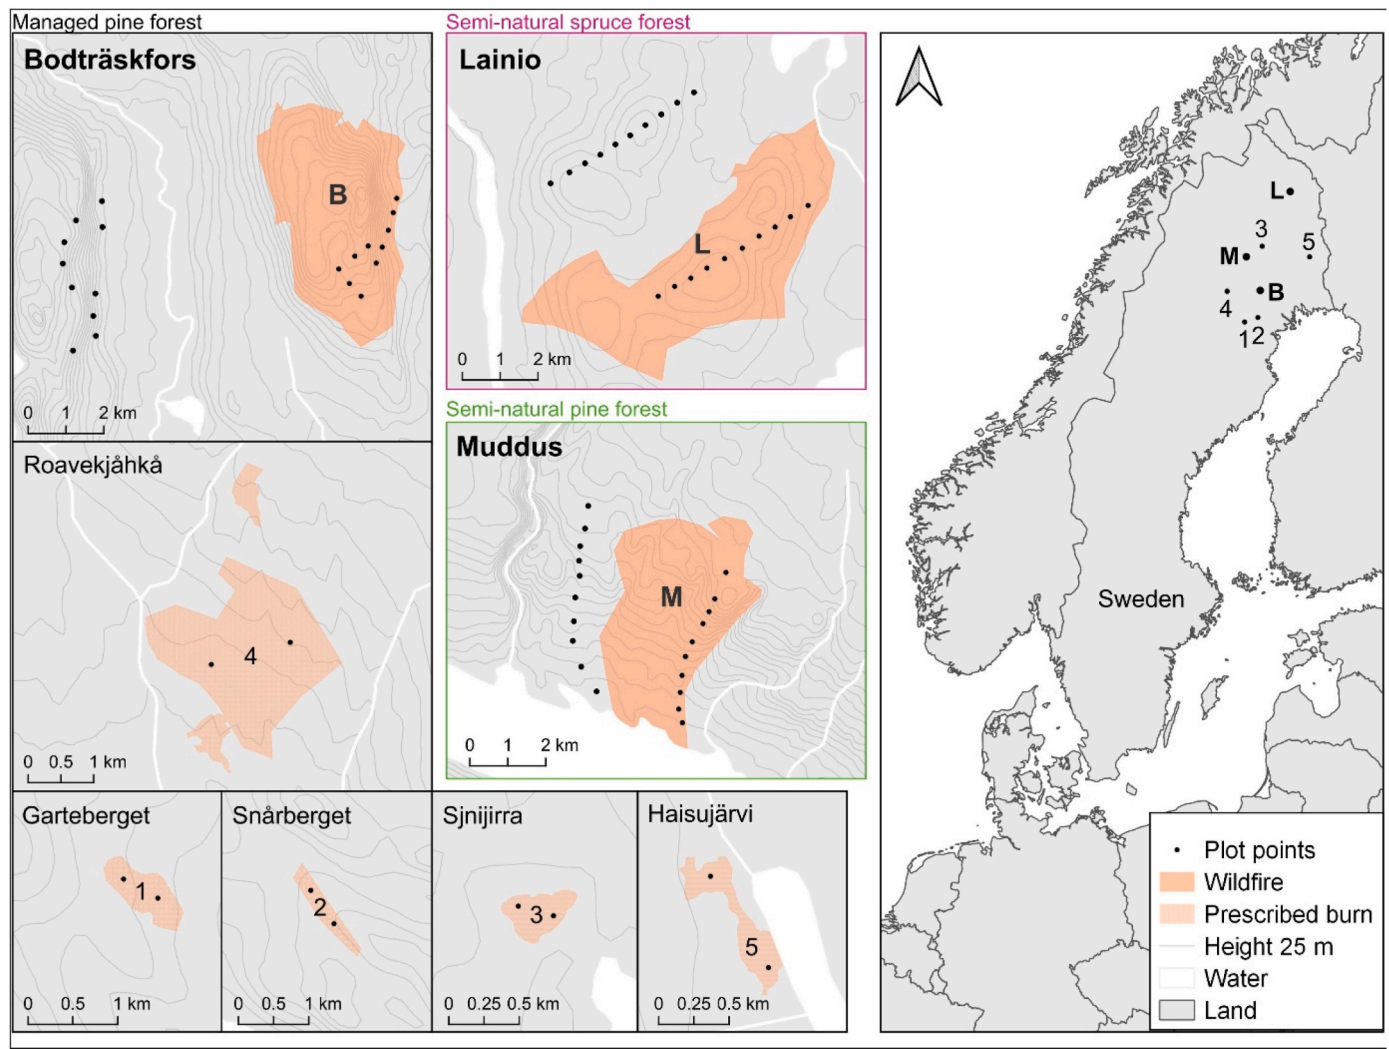 Managed pine forest
Bodträskfors
B
0 1 2 km
Semi-natural spruce forest
Lainio
L
0 1 2 km
Semi-natural pine forest
Muddus
M
0 1 2 km
Roavekjåhkå
4
0 0.5 1 km
Garteberget
1
0 0.5 1 km
Snårberget
2
0 0.5 1 km
Sjnijirra
3
0 0.25 0.5 km
Haisujärvi
5
0 0.25 0.5 km
L
3
5
M
4
B
1 2
Sweden
Plot points
Wildfire
Prescribed burn
Height 25 m
Water
Land